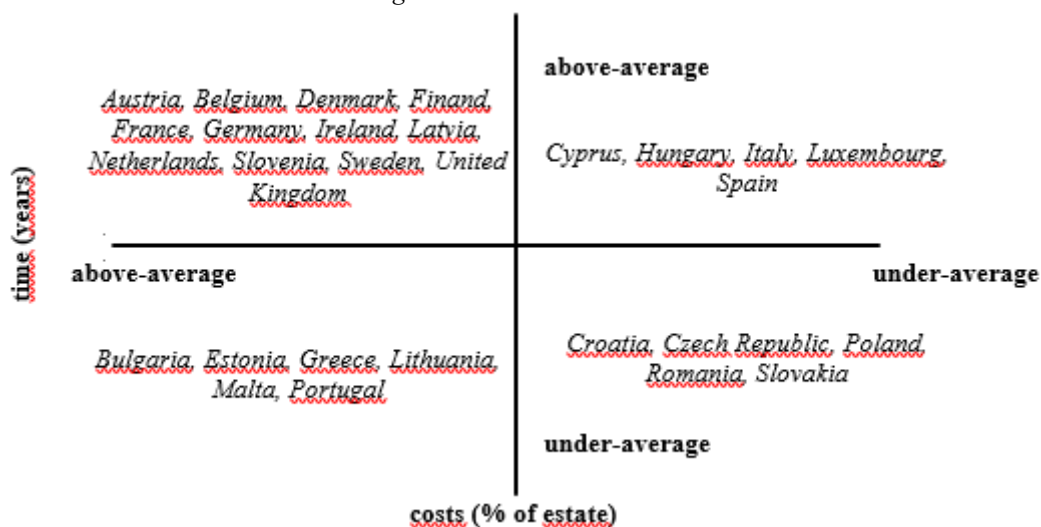 above-average
Austria, Belgium, Denmark, Finand,
France, Germany, Ireland, Latvia,
Netherlands, Slovenia, Sweden, United
Kingdom
Cyprus, Hungary, Italy, Luxembourg,
Spain
time (years)
above-average
under-average
Bulgaria, Estonia, Greece, Lithuania,
Malta, Portugal
Croatia, Czech Republic, Poland,
Romania, Slovakia
under-average
costs (% of estate)